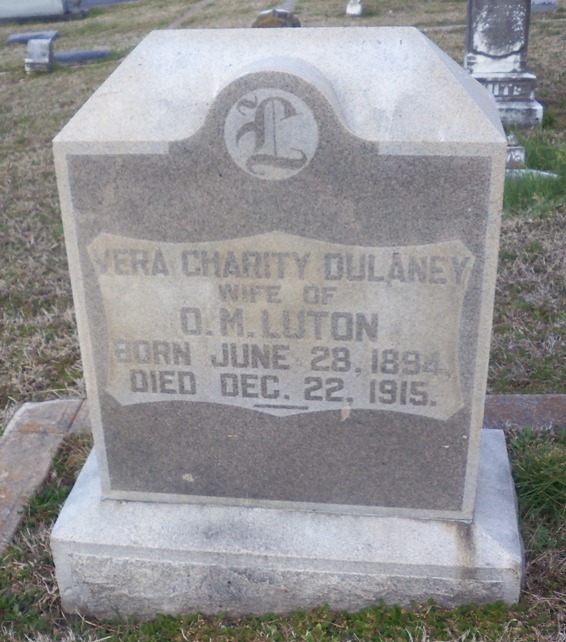 L
VERA CHARITY DULANEY
WIFE OF
O. M. LUTON
BORN JUNE 28, 1894,
DIED DEC. 22, 1915.